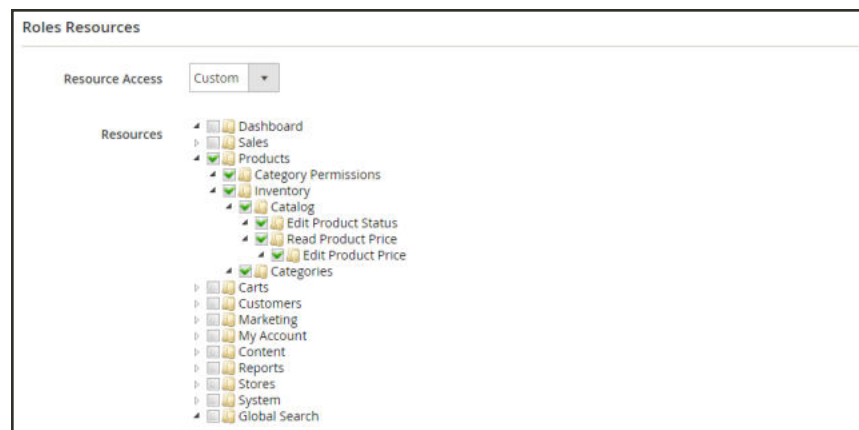 Roles Resources
Resource Access Custom
Resources
Dashboard
Sales
Products
Category Permissions
Inventory
Catalog
Edit Product Status
Read Product Price
Edit Product Price
Categories
Carts
Customers
Marketing
My Account
Content
Reports
Stores
System
Global Search